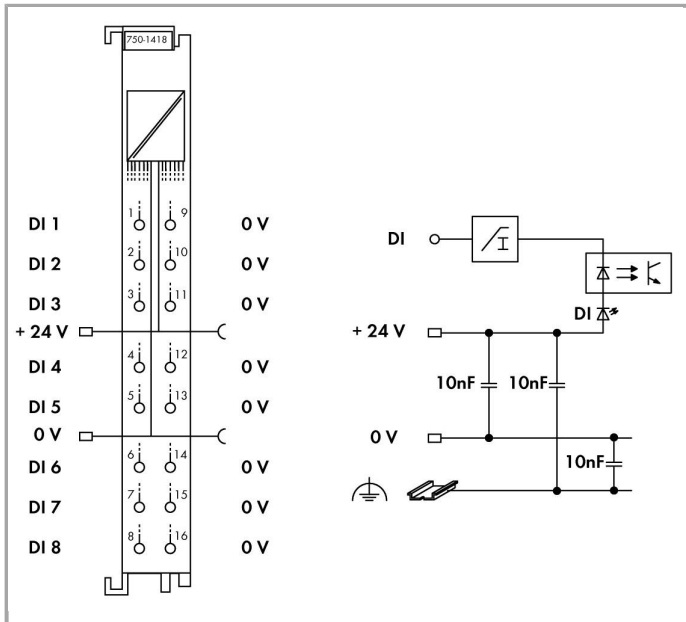 750-1418
1 9
DI 1 0 V
2 10
DI 2 0 V
3 11
DI 3 0 V
+ 24 V
4 12
DI 4 0 V
5 13
DI 5 0 V
0 V
6 14
DI 6 0 V
7 15
DI 7 0 V
8 16
DI 8 0 V
DI
I
DI
+ 24 V
10nF 10nF
0 V
10nF